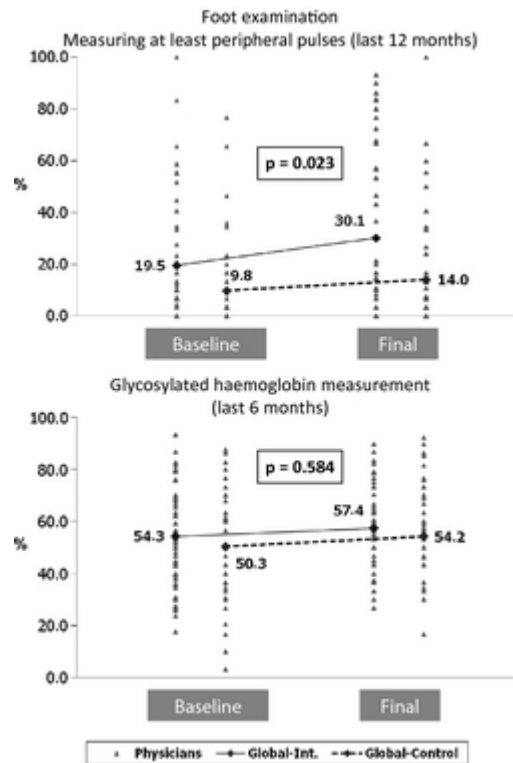 Foot examination
Measuring at least peripheral pulses (last 12 months)
100.0
80.0
60.0
40.0
20.0
0.0
%
p = 0.023
19.5
9.8
30.1
14.0
Baseline
Final
Glycosylated haemoglobin measurement
(last 6 months)
100.0
80.0
60.0
40.0
20.0
0.0
%
p = 0.584
54.3
50.3
57.4
54.2
Baseline
Final
Physicians Global-Int. Global-Control